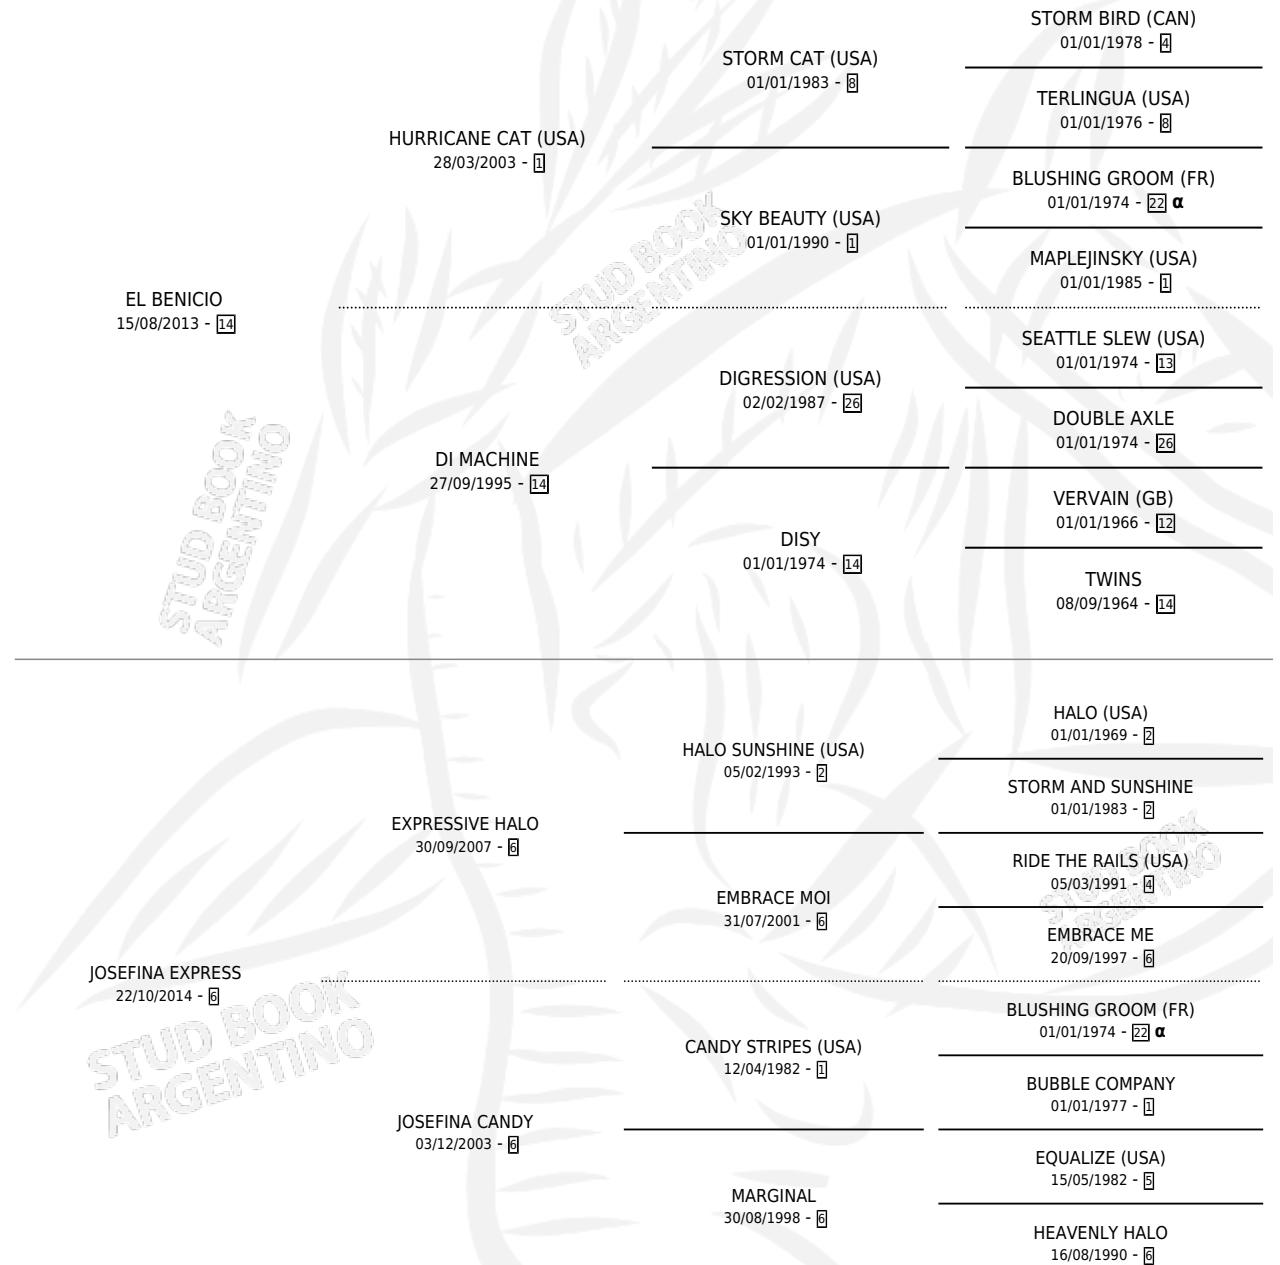 STORM BIRD (CAN)
01/01/1978 - 4
STORM CAT (USA)
01/01/1983 - 8
TERLINGUA (USA)
01/01/1976 - 8
HURRICANE CAT (USA)
28/03/2003 - 1
BLUSHING GROOM (FR)
01/01/1974 - 22 α
SKY BEAUTY (USA)
01/01/1990 - 1
MAPLEJINSKY (USA)
01/01/1985 - 1
STUD BOOK
ARGENTINO
EL BENICIO
15/08/2013 - 14
SEATTLE SLEW (USA)
01/01/1974 - 13
DIGRESSION (USA)
02/02/1987 - 26
DOUBLE AXLE
01/01/1974 - 26
DI MACHINE
27/09/1995 - 14
VERVAIN (GB)
01/01/1966 - 12
DISY
01/01/1974 - 14
TWINS
08/09/1964 - 14
STUD BOOK
ARGENTINO
HALO (USA)
01/01/1969 - 2
HALO SUNSHINE (USA)
05/02/1993 - 2
STORM AND SUNSHINE
01/01/1983 - 2
EXPRESSIVE HALO
30/09/2007 - 6
RIDE THE RAILS (USA)
05/03/1991 - 4
STUD BOOK
ARGENTINO
EMBRACE MOI
31/07/2001 - 6
EMBRACE ME
20/09/1997 - 6
JOSEFINA EXPRESS
22/10/2014 - 6
STUD BOOK
ARGENTINO
BLUSHING GROOM (FR)
01/01/1974 - 22 α
CANDY STRIPES (USA)
12/04/1982 - 1
BUBBLE COMPANY
01/01/1977 - 1
JOSEFINA CANDY
03/12/2003 - 6
EQUALIZE (USA)
15/05/1982 - 5
MARGINAL
30/08/1998 - 6
HEAVENLY HALO
16/08/1990 - 6